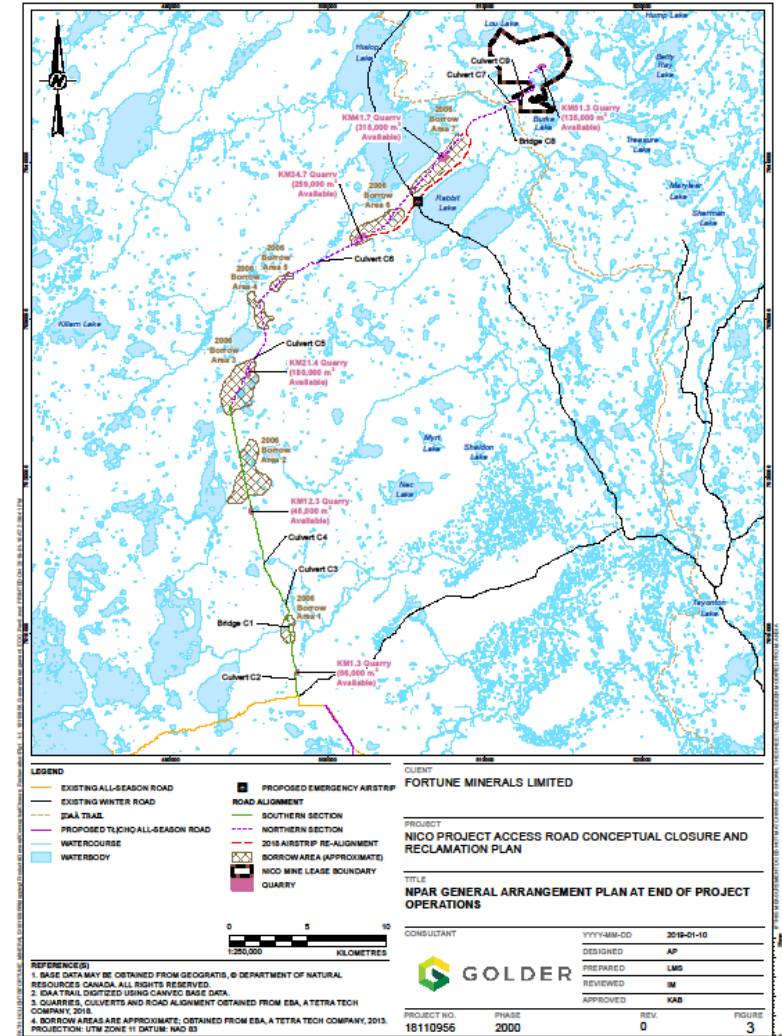 Lou Lake
Hump Lake
Hislop
Lake
Culvert C9
Culvert C7
Betty
Ray
Lake
KM51.3 Quarry
(135,000 m³
Available)
Burke
Lake
Bridge C8
2006
Borrow
Area 7
KM41.7 Quarry
(315,000 m³
Available)
Treasure
Lake
KM34.7 Quarry
(259,000 m³
Available)
2006
Borrow
Area 6
Rabbit
Lake
Sherman
Lake
Culvert C6
2006
Borrow
Area 5
2006
Borrow
Area 4
Killam Lake
2006
Borrow
Area 3
Culvert C5
KM21.4 Quarry
(180,000 m³
Available)
2006
Borrow
Area 2
Myrt
Lake
Sheldon
Lake
Nac
Lake
KM12.3 Quarry
(45,000 m³
Available)
Culvert C4
Culvert C3
2006
Borrow
Area 1
Bridge C1
KM1.3 Quarry
(56,000 m³
Available)
Culvert C2
Lake
LEGEND
EXISTING ALL-SEASON ROAD
EXISTING WINTER ROAD
TRAIL
PROPOSED TŁĮCHǪ ALL-SEASON ROAD
WATERCOURSE
WATERBODY
PROPOSED EMERGENCY AIRSTRIP
ROAD ALIGNMENT
SOUTHERN SECTION
NORTHERN SECTION
2018 AIRSTRIP RE-ALIGNMENT
BORROW AREA (APPROXIMATE)
NICO MINE LEASE BOUNDARY
QUARRY
0 5 10
1:250,000 KILOMETRES
REFERENCE(S)
1. BASE DATA MAY BE OBTAINED FROM GEOGRATIS, © DEPARTMENT OF NATURAL
RESOURCES CANADA. ALL RIGHTS RESERVED.
2. IDAA TRAIL DIGITIZED USING CANVEC BASE DATA.
3. QUARRIES, CULVERTS AND ROAD ALIGNMENT OBTAINED FROM EBA, A TETRA TECH
COMPANY, 2018.
4. BORROW AREAS ARE APPROXIMATE; OBTAINED FROM EBA, A TETRA TECH COMPANY, 2013.
PROJECTION: UTM ZONE 11 DATUM: NAD 83
CLIENT
FORTUNE MINERALS LIMITED
PROJECT
NICO PROJECT ACCESS ROAD CONCEPTUAL CLOSURE AND
RECLAMATION PLAN
TITLE
NPAR GENERAL ARRANGEMENT PLAN AT END OF PROJECT
OPERATIONS
CONSULTANT
GOLDER
YYYY-MM-DD 2019-01-10
DESIGNED AP
PREPARED LMS
REVIEWED IM
APPROVED KAB
PROJECT NO. PHASE REV. FIGURE
18110956 2000 0 3